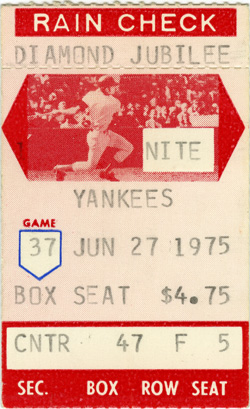 RAIN CHECK
DIAMOND JUBILEE
NITE
YANKEES
GAME
37 JUN 27 1975
BOX SEAT $4.75
CNTR 47 F 5
SEC. BOX ROW SEAT